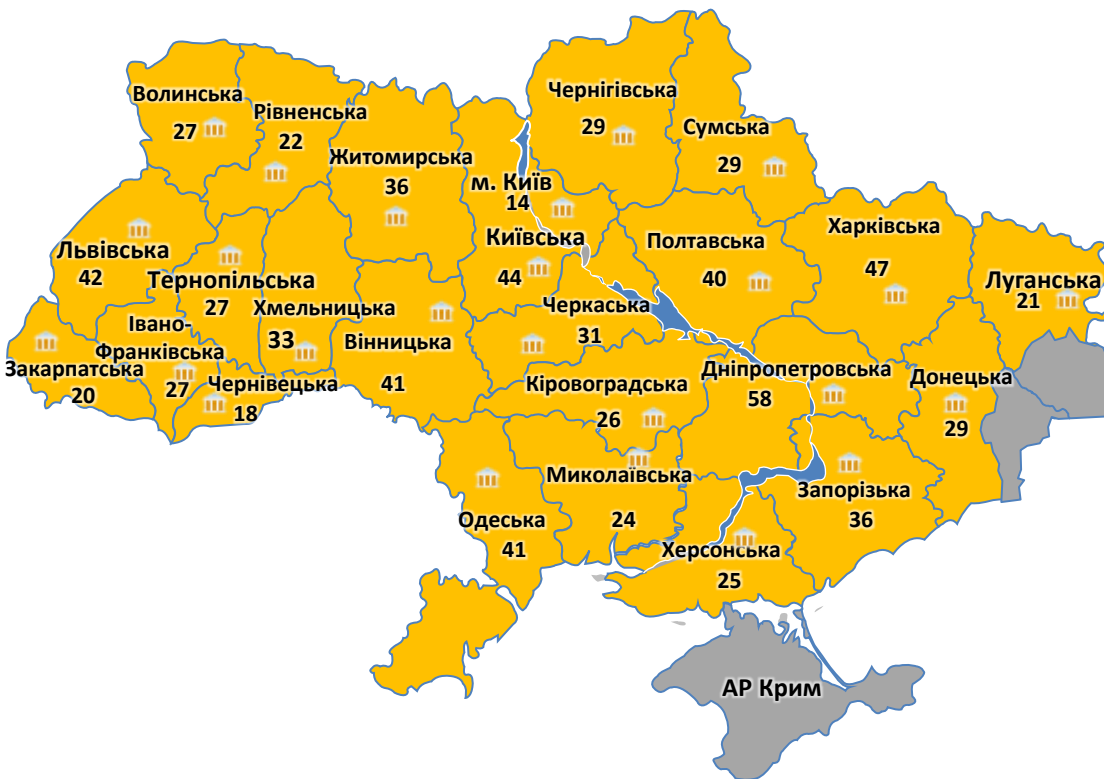 Волинська
27
Рівненська
22
Житомирська
36
Чернігівська
29
Сумська
29
м. Київ
14
Київська
44
Полтавська
40
Харківська
47
Луганська
21
Львівська
42
Тернопільська
27
Хмельницька
33
Вінницька
41
Черкаська
31
Івано-
Франківська
27
Закарпатська
20
Чернівецька
18
Кіровоградська
26
Дніпропетровська
58
Донецька
29
Миколаївська
24
Запорізька
36
Одеська
41
Херсонська
25
АР Крим